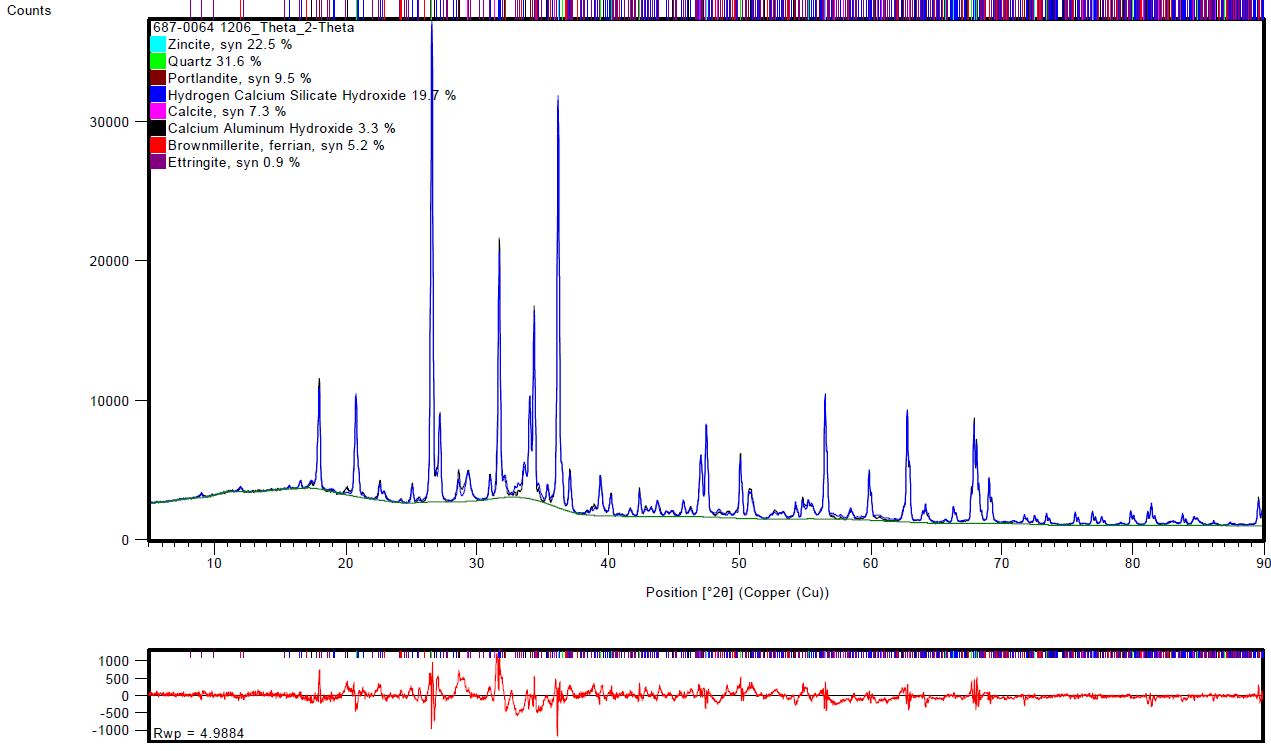 Counts
687-0064 1206_Theta_2-Theta
Zincite, syn 22.5 %
Quartz 31.6 %
Portlandite, syn 9.5 %
Hydrogen Calcium Silicate Hydroxide 19.7 %
Calcite, syn 7.3 %
Calcium Aluminum Hydroxide 3.3 %
Brownmillerite, ferrian, syn 5.2 %
Ettringite, syn 0.9 %
30000
20000
10000
0
10 20 30 40 50 60 70 80 90
Position [°2θ] (Copper (Cu))
1000
500
0
-500
-1000
Rwp = 4.9884